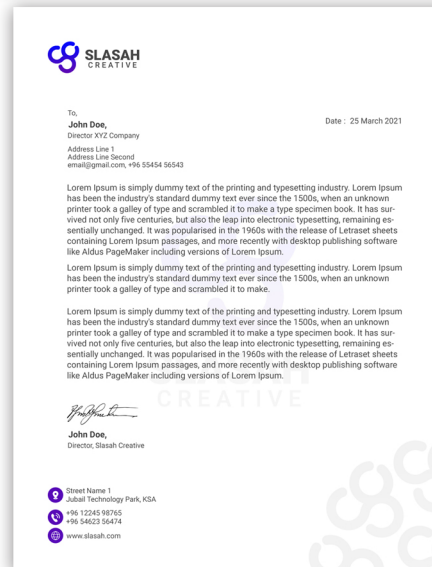 SLASAH
CREATIVE
To,
John Doe,
Director XYZ Company
Date : 25 March 2021
Address Line 1
Address Line Second
email@gmail.com, +96 55454 56543
Lorem Ipsum is simply dummy text of the printing and typesetting industry. Lorem Ipsum
has been the industry's standard dummy text ever since the 1500s, when an unknown
printer took a galley of type and scrambled it to make a type specimen book. It has sur-
vived not only five centuries, but also the leap into electronic typesetting, remaining es-
sentially unchanged. It was popularised in the 1960s with the release of Letraset sheets
containing Lorem Ipsum passages, and more recently with desktop publishing software
like Aldus PageMaker including versions of Lorem Ipsum.
Lorem Ipsum is simply dummy text of the printing and typesetting industry. Lorem Ipsum
has been the industry's standard dummy text ever since the 1500s, when an unknown
printer took a galley of type and scrambled it to make.
Lorem Ipsum is simply dummy text of the printing and typesetting industry. Lorem Ipsum
has been the industry's standard dummy text ever since the 1500s, when an unknown
printer took a galley of type and scrambled it to make a type specimen book. It has sur-
vived not only five centuries, but also the leap into electronic typesetting, remaining es-
sentially unchanged. It was popularised in the 1960s with the release of Letraset sheets
containing Lorem Ipsum passages, and more recently with desktop publishing software
like Aldus PageMaker including versions of Lorem Ipsum.
SLASAH
CREATIVE
John Doe,
Director, Slasah Creative
Street Name 1
Jubail Technology Park, KSA
+96 12245 98765
+96 54623 56474
www.slasah.com